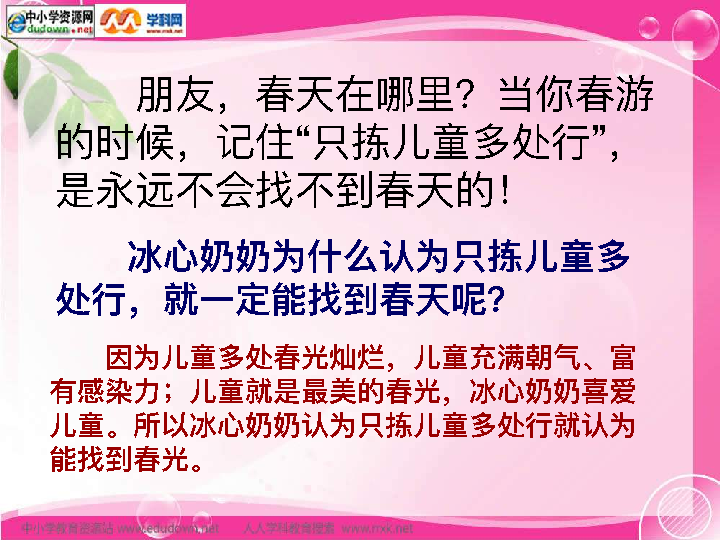 中小学资源网
edudown.net
学科网
www.rrxk.net
朋友，春天在哪里？当你春游
的时候，记住“只拣儿童多处行”，
是永远不会找不到春天的！
冰心奶奶为什么认为只拣儿童多
处行，就一定能找到春天呢？
因为儿童多处春光灿烂，儿童充满朝气、富
有感染力；儿童就是最美的春光，冰心奶奶喜爱
儿童。所以冰心奶奶认为只拣儿童多处行就认为
能找到春光。
中小学教育资源站 www.edudown.net 人人学科教育搜索 www.rrxk.net